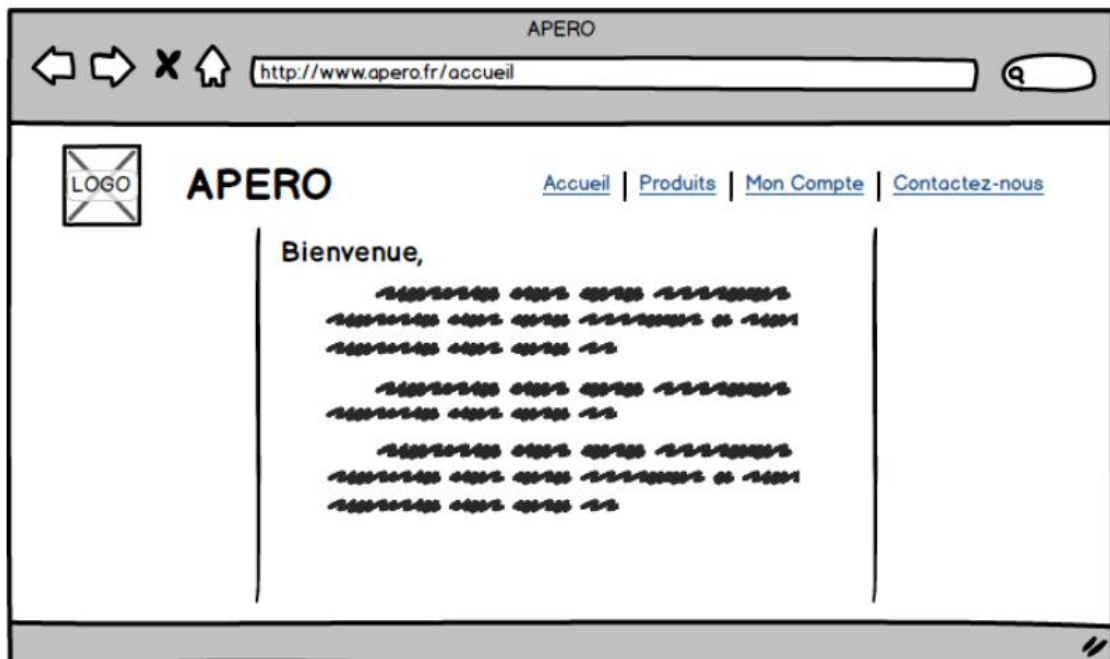 APERO
http://www.apero.fr/accueil
LOGO
APERO
Accueil | Produits | Mon Compte | Contactez-nous
Bienvenue,